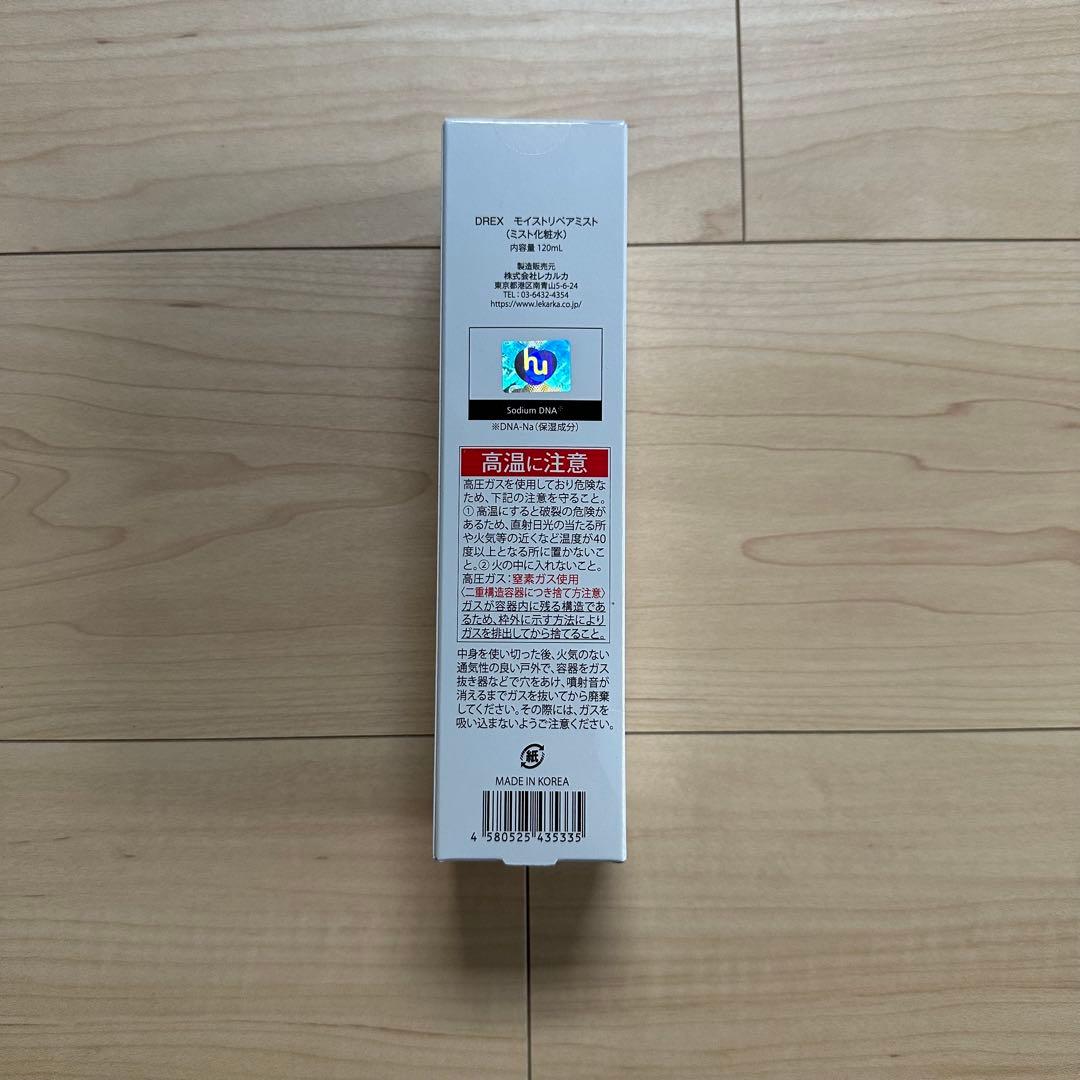 DREX モイストリペアミスト
（ミスト化粧水）
内容量 120mL
製造販売元
株式会社レカルカ
東京都港区南青山5-6-24
TEL：03-6432-4354
https://www.lekarka.co.jp/
hu
Sodium DNA※
※DNA-Na（保湿成分）
高温に注意
高圧ガスを使用しており危険な
ため、下記の注意を守ること。
①高温にすると破裂の危険が
あるため、直射日光の当たる所
や火気等の近くなど温度が40
度以上となる所に置かないこ
と。②火の中に入れないこと。
高圧ガス：窒素ガス使用
〈二重構造容器につき捨て方注意〉
ガスが容器内に残る構造であ
るため、枠外に示す方法により
ガスを排出してから捨てること。
中身を使い切った後、火気のない
通気性の良い戸外で、容器をガス
抜き器などで穴をあけ、噴射音が
消えるまでガスを抜いてから廃棄
してください。その際には、ガスを
吸い込まないようご注意ください。
紙
MADE IN KOREA
4 580525 435335